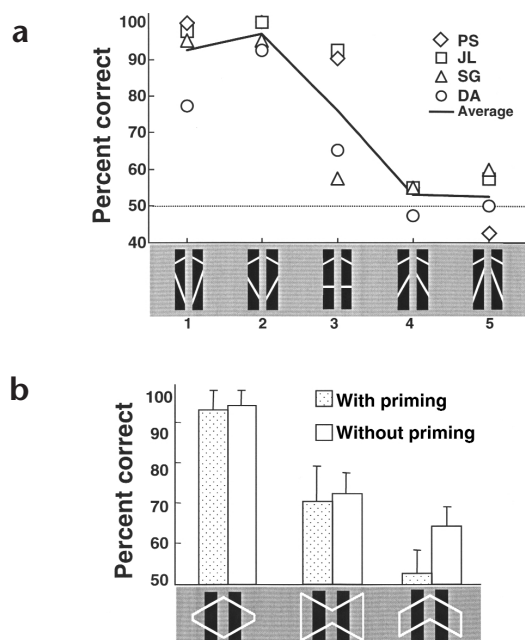 a
Percent correct
100
90
80
70
60
50
40
PS
JL
SG
DA
Average
1 2 3 4 5
b
Percent correct
100
90
80
70
60
50
With priming
Without priming